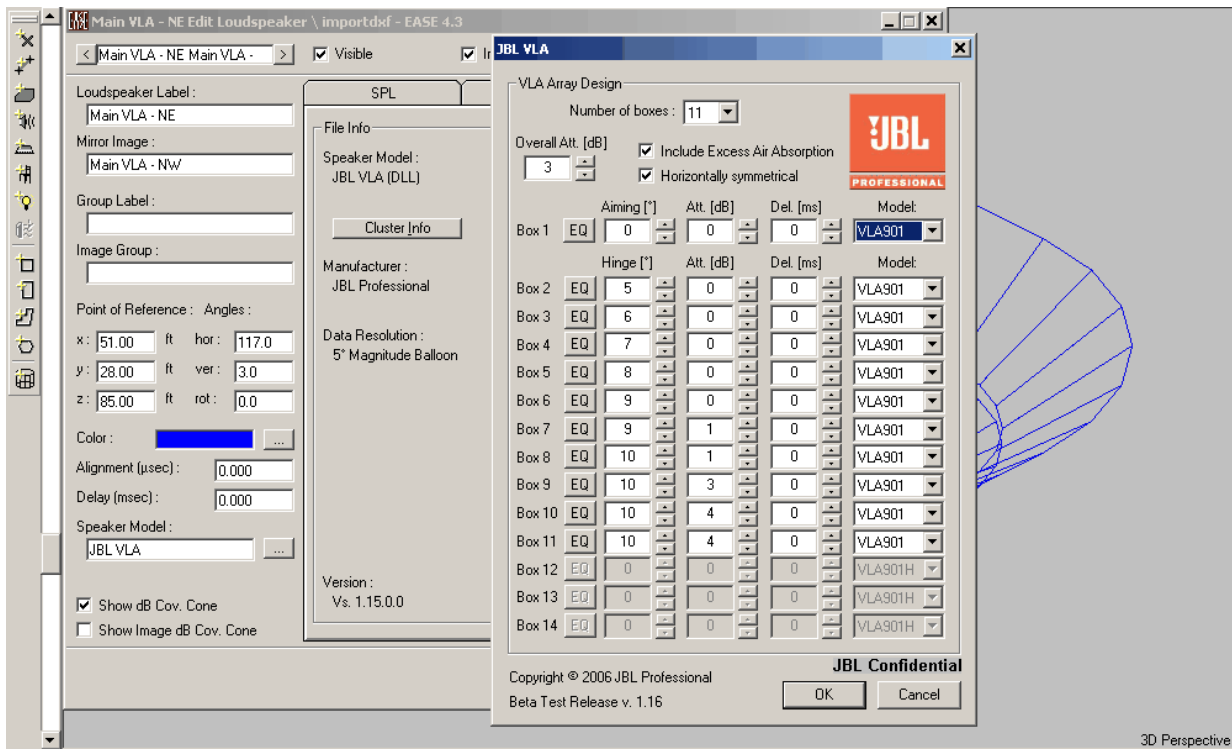 EASE
Main VLA - NE Edit Loudspeaker \ importdxf - EASE 4.3
< Main VLA - NE Main VLA - >
Visible
Loudspeaker Label :
Main VLA - NE
Mirror Image :
Main VLA - NW
Group Label :
Image Group :
Point of Reference : Angles :
x : 51.00 ft hor : 117.0
y : 28.00 ft ver : 3.0
z : 85.00 ft rot : 0.0
Color : ...
Alignment (µsec) : 0.000
Delay (msec) : 0.000
Speaker Model :
JBL VLA ...
Show dB Cov. Cone
Show Image dB Cov. Cone
SPL
File Info
Speaker Model :
JBL VLA (DLL)
Cluster Info
Manufacturer :
JBL Professional
Data Resolution :
5° Magnitude Balloon
Version :
Vs. 1.15.0.0
JBL VLA
VLA Array Design
Number of boxes : 11
Overall Att. [dB]
3
Include Excess Air Absorption
Horizontally symmetrical
JBL
PROFESSIONAL
Aiming [°] Att. [dB] Del. [ms] Model:
Box 1 EQ 0 0 0 VLA901
Hinge [°] Att. [dB] Del. [ms] Model:
Box 2 EQ 5 0 0 VLA901
Box 3 EQ 6 0 0 VLA901
Box 4 EQ 7 0 0 VLA901
Box 5 EQ 8 0 0 VLA901
Box 6 EQ 9 0 0 VLA901
Box 7 EQ 9 1 0 VLA901
Box 8 EQ 10 1 0 VLA901
Box 9 EQ 10 3 0 VLA901
Box 10 EQ 10 4 0 VLA901
Box 11 EQ 10 4 0 VLA901
Box 12 EQ 0 0 0 VLA901H
Box 13 EQ 0 0 0 VLA901H
Box 14 EQ 0 0 0 VLA901H
JBL Confidential
Copyright © 2006 JBL Professional
Beta Test Release v. 1.16
OK Cancel
3D Perspective